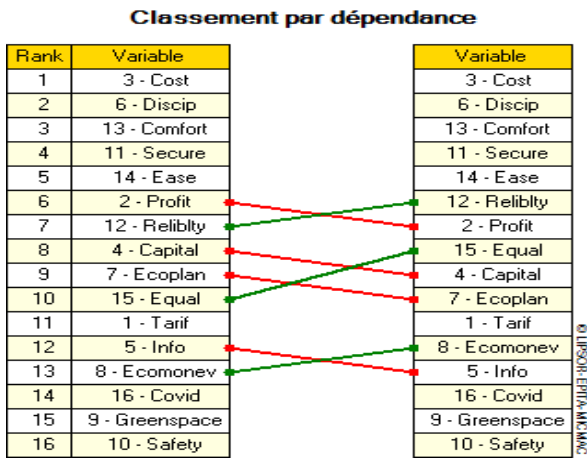 Classement par dépendance
Rank Variable Variable
1 3 - Cost 3 - Cost
2 6 - Discip 6 - Discip
3 13 - Comfort 13 - Comfort
4 11 - Secure 11 - Secure
5 14 - Ease 14 - Ease
6 2 - Profit 12 - Reliblty
7 12 - Reliblty 2 - Profit
8 4 - Capital 15 - Equal
9 7 - Ecoplan 4 - Capital
10 15 - Equal 7 - Ecoplan
11 1 - Tarif 1 - Tarif
12 5 - Info 8 - Ecomonev
13 8 - Ecomonev 5 - Info
14 16 - Covid 16 - Covid
15 9 - Greenspace 9 - Greenspace
16 10 - Safety 10 - Safety
© LIPSOR-EPITA-MICMAC